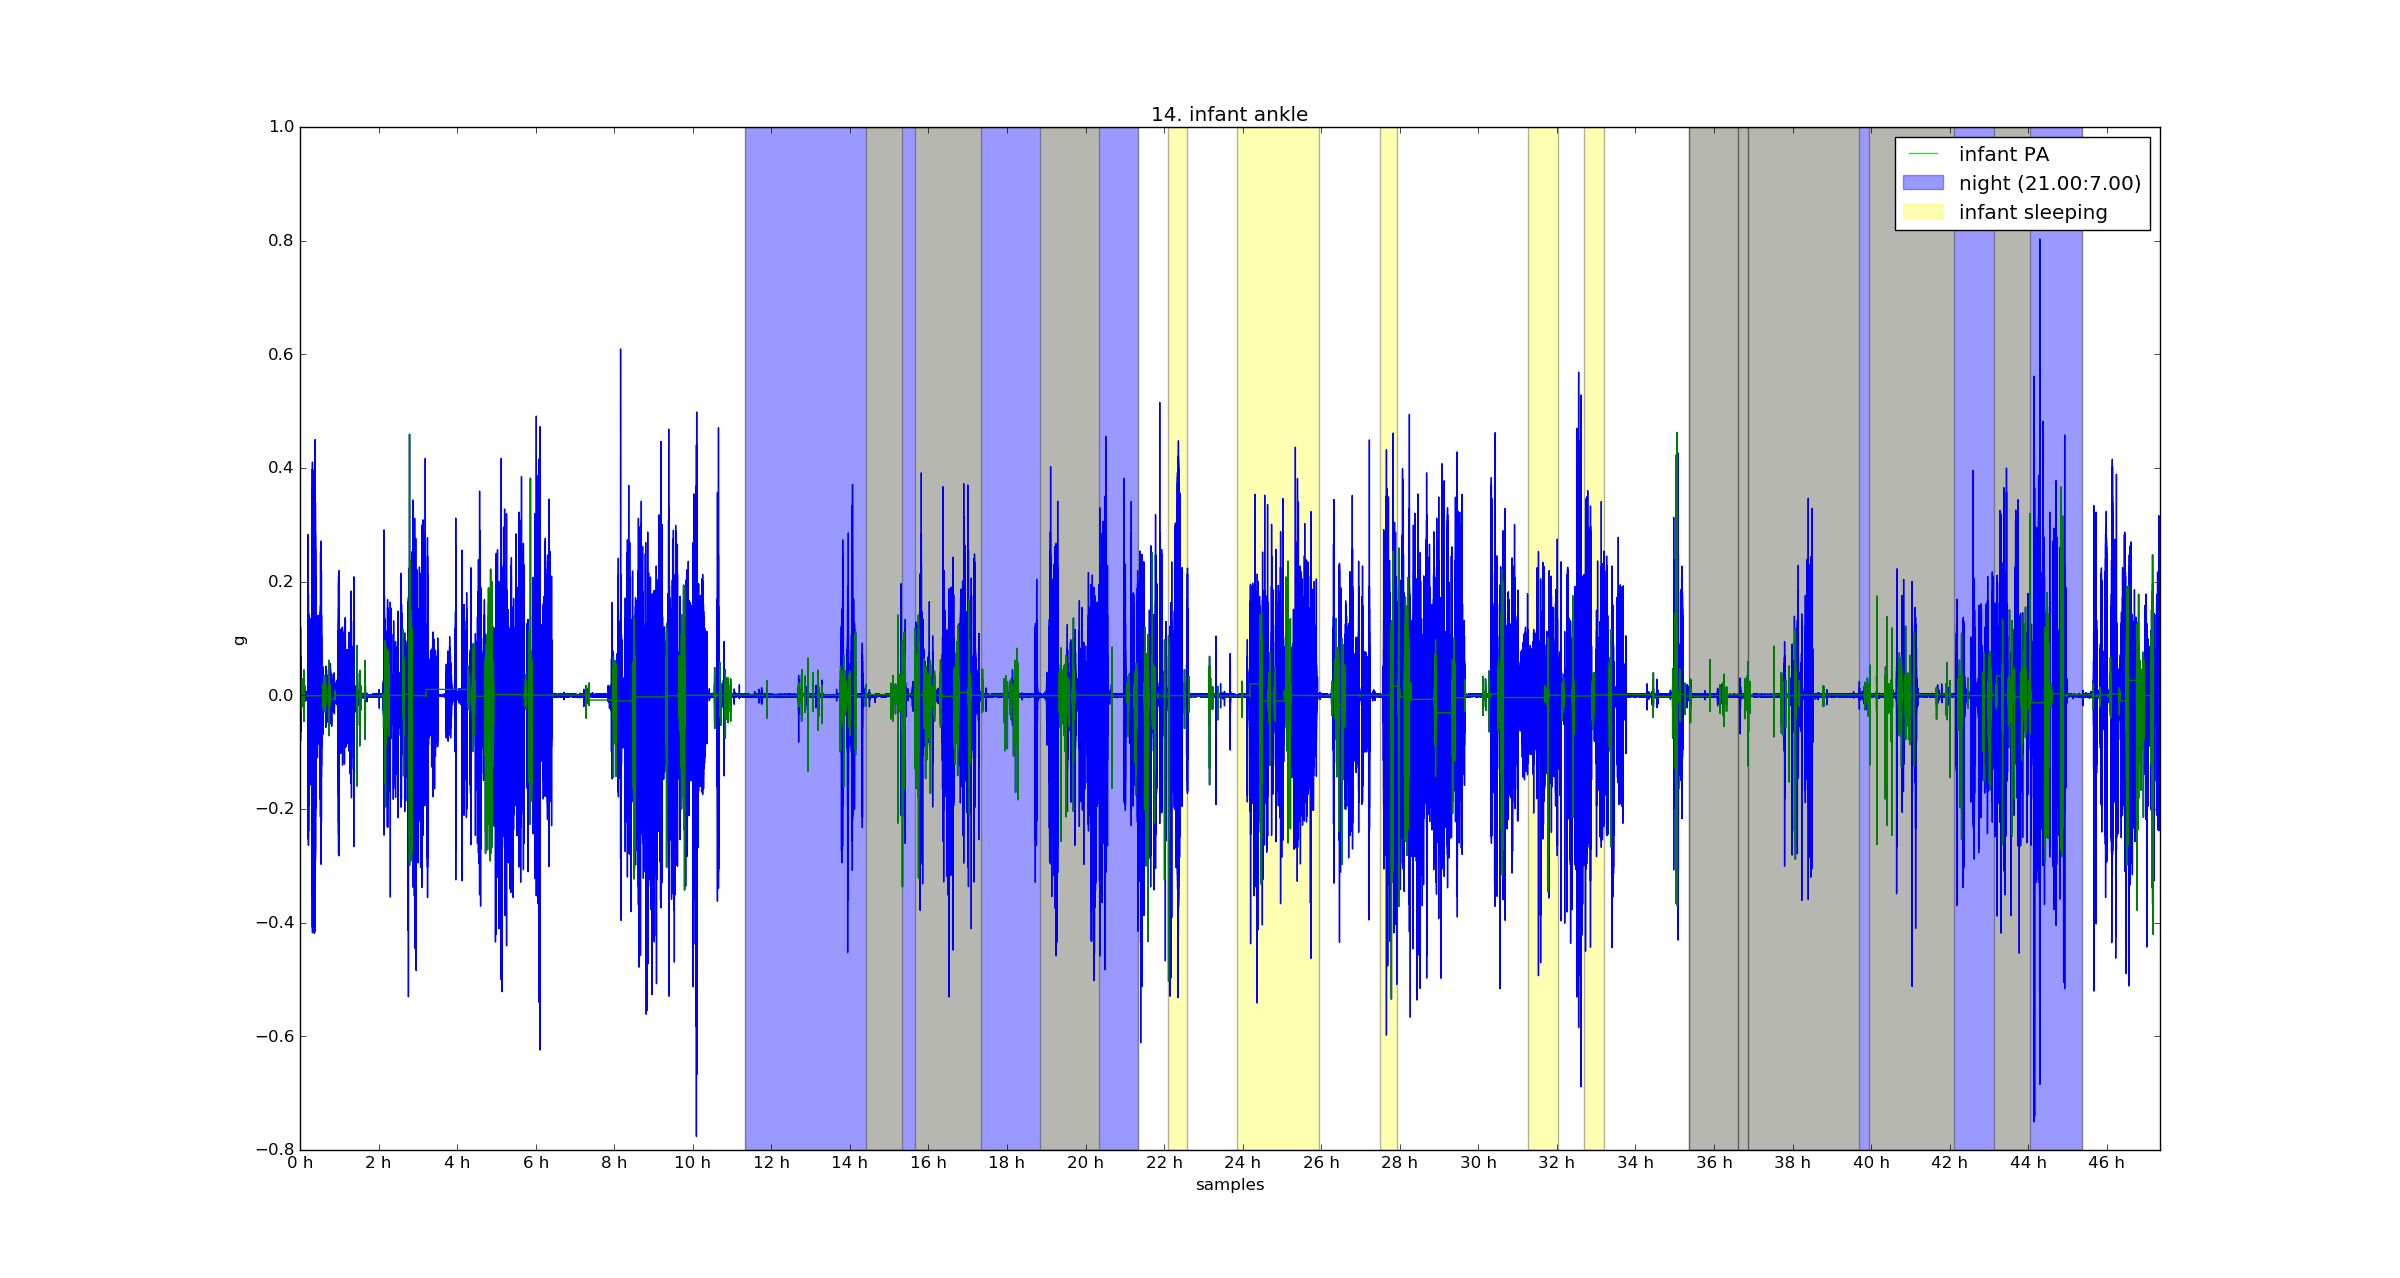 14. infant ankle
1.0
0.8
0.6
0.4
0.2
0.0
−0.2
−0.4
−0.6
−0.8
g
infant PA
night (21.00:7.00)
infant sleeping
0 h 2 h 4 h 6 h 8 h 10 h 12 h 14 h 16 h 18 h 20 h 22 h 24 h 26 h 28 h 30 h 32 h 34 h 36 h 38 h 40 h 42 h 44 h 46 h
samples